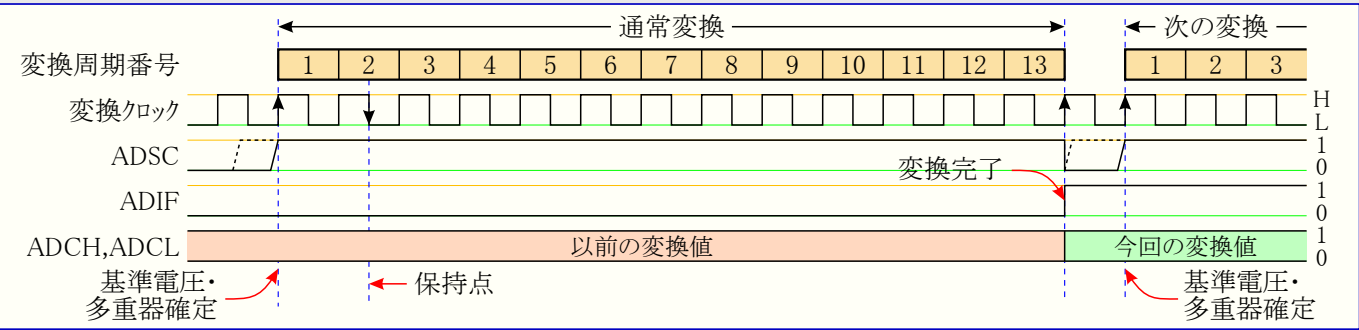 通常変換
次の変換
変換周期番号 1 2 3 4 5 6 7 8 9 10 11 12 13 1 2 3
変換クロック H L
ADSC 1 0
変換完了
ADIF 1 0
ADCH,ADCL 以前の変換値 今回の変換値 1 0
基準電圧・
多重器確定
保持点
基準電圧・
多重器確定